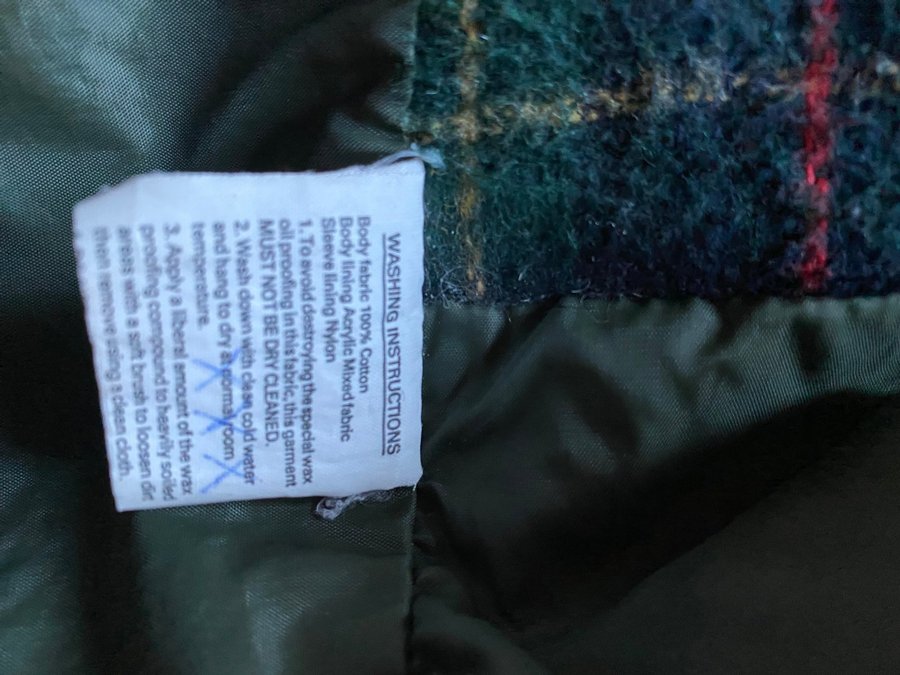 WASHING INSTRUCTIONS
Body fabric 100% Cotton
Body lining Acrylic Mixed fabric
Sleeve lining Nylon
1. To avoid destroying the special wax
oil proofing in this fabric, this garment
MUST NOT BE DRY CLEANED.
2. Wash down with clean cold water
and hang to dry at normal room
temperature.
3. Apply a liberal amount of the wax
proofing compound to heavily soiled
areas with a soft brush to loosen dirt
then remove using a clean cloth.
XXX